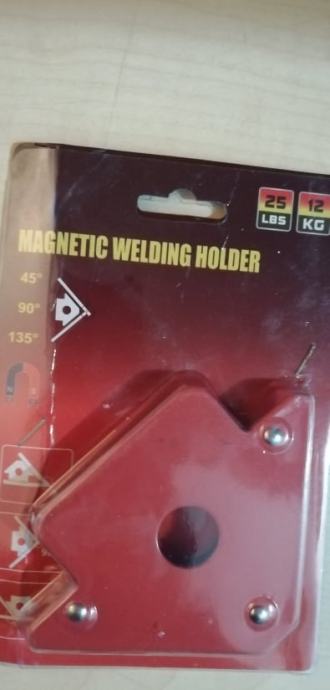 25 LBS
12 KG
MAGNETIC WELDING HOLDER
45°
90°
135°